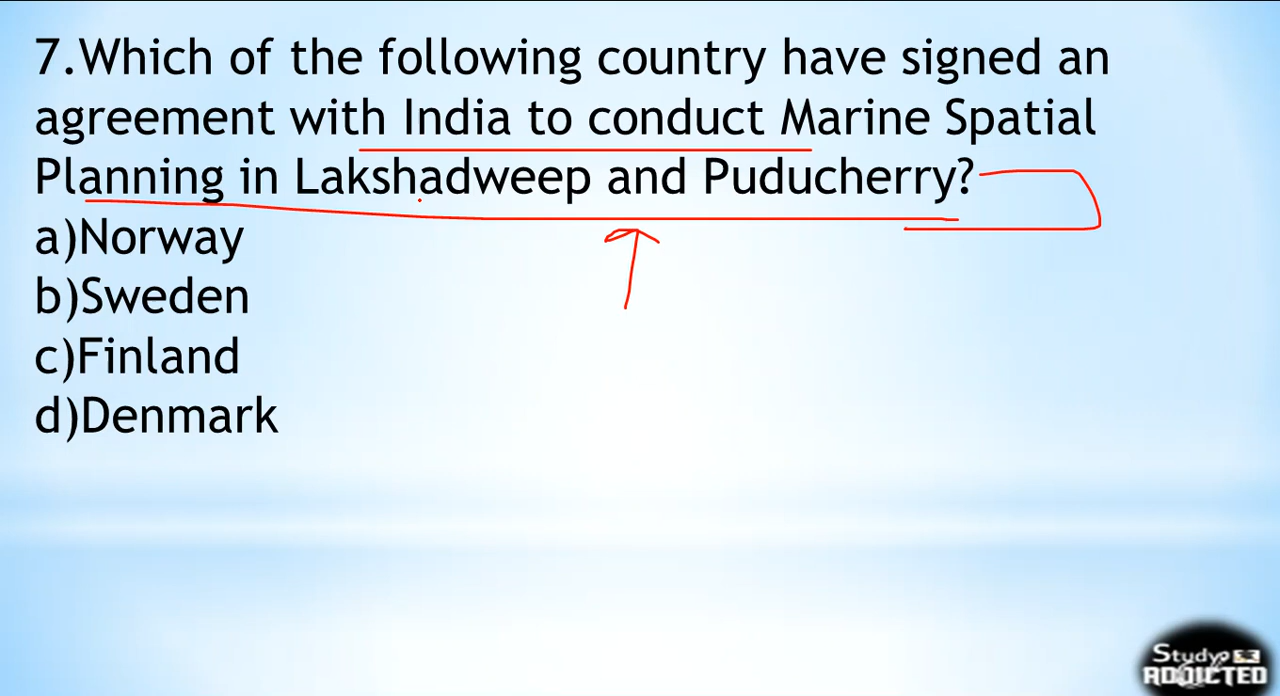 7.Which of the following country have signed an
agreement with India to conduct Marine Spatial
Planning in Lakshadweep and Puducherry?
a)Norway
b)Sweden
c)Finland
d)Denmark
Study
ADDICTED